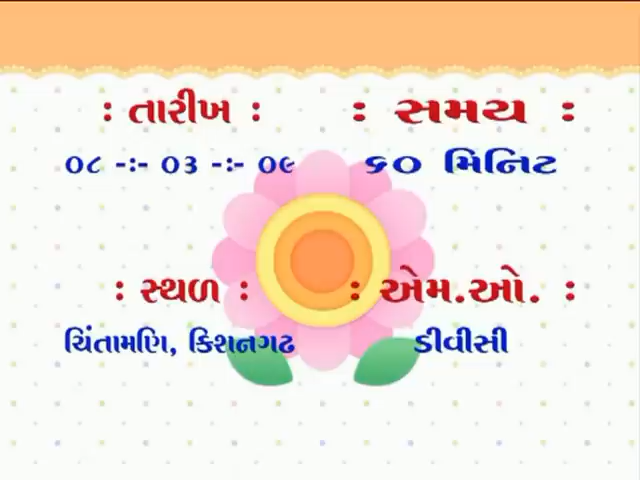 : તારીખ :
: સમય :
૦૮ -:- ૦૩ -:- ૦૯
૬૦ મિનિટ
: સ્થળ :
: એમ.ઓ. :
ચિંતામણિ, કિશનગઢ
ડીવીસી